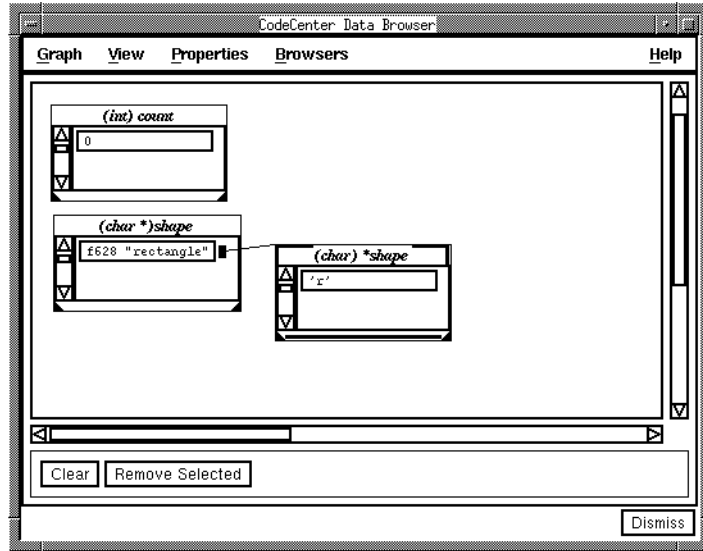 CodeCenter Data Browser
Graph View Properties Browsers Help
(int) count
0
(char *)shape
f628 "rectangle"
(char) *shape
'r'
Clear Remove Selected
Dismiss